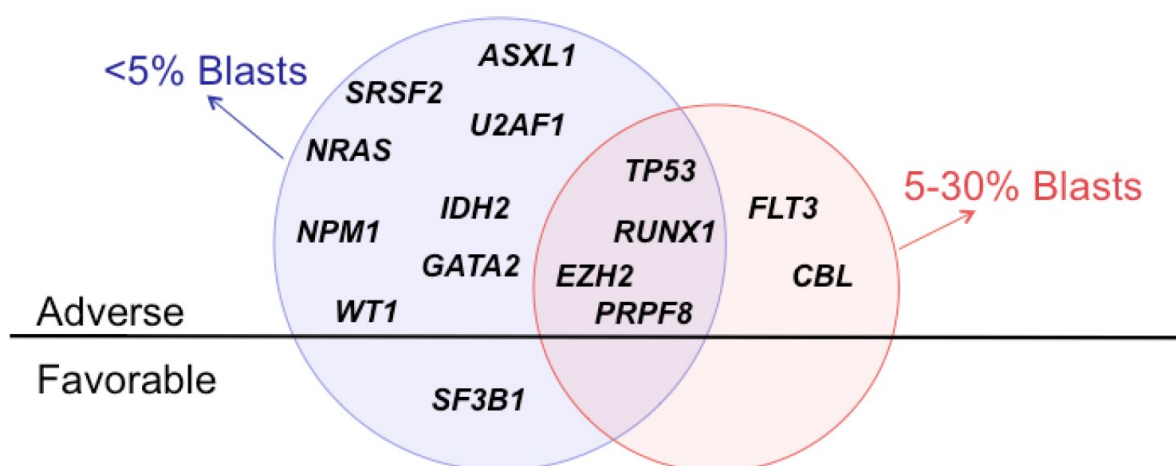 <5% Blasts
ASXL1
SRSF2
U2AF1
NRAS
TP53
5-30% Blasts
IDH2
FLT3
NPM1
RUNX1
GATA2
EZH2
CBL
WT1
PRPF8
Adverse
Favorable
SF3B1